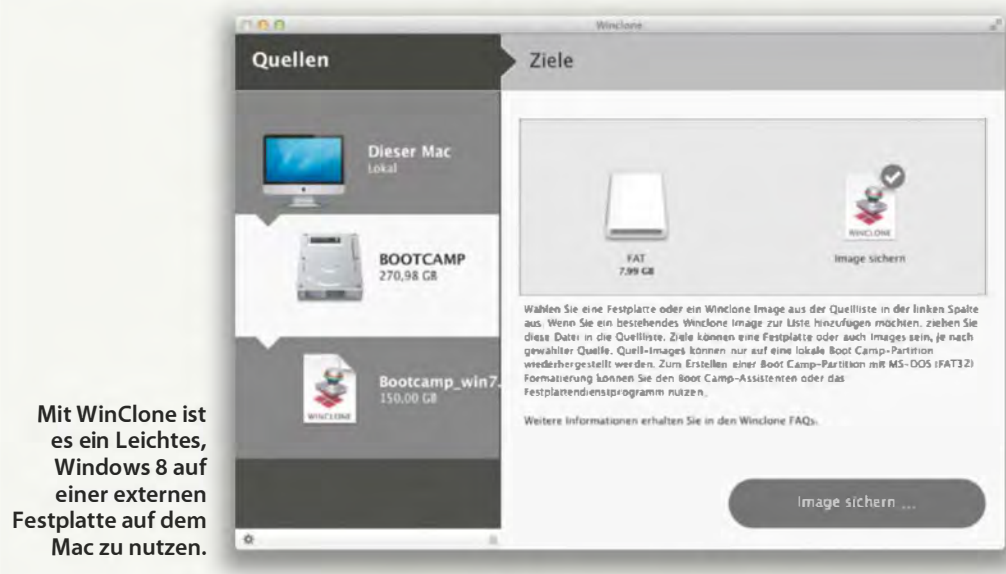 Winclone
Quellen
Ziele
Dieser Mac
Lokal
BOOTCAMP
270,98 GB
Bootcamp_win7.
150,00 GB
WINCLONE
FAT
7,99 GB
WINCLONE
Image sichern
Wählen Sie eine Festplatte oder ein Winclone Image aus der Quellliste in der linken Spalte
aus. Wenn Sie ein bestehendes Winclone Image zur Liste hinzufügen möchten, ziehen Sie
diese Datei in die Quellliste. Ziele können eine Festplatte oder auch Images sein, je nach
gewählter Quelle. Quell-Images können nur auf eine lokale Boot Camp-Partition
wiederhergestellt werden. Zum Erstellen einer Boot Camp-Partition mit MS-DOS (FAT32)
Formatierung können Sie den Boot Camp-Assistenten oder das
Festplattendienstprogramm nutzen.
Weitere Informationen erhalten Sie in den Winclone FAQs.
Image sichern ...
Mit WinClone ist
es ein Leichtes,
Windows 8 auf
einer externen
Festplatte auf dem
Mac zu nutzen.